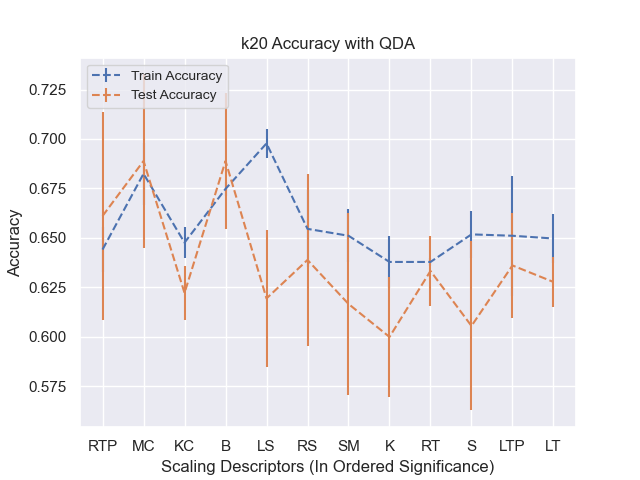 k20 Accuracy with QDA
Train Accuracy
Test Accuracy
0.725
0.700
0.675
0.650
0.625
0.600
0.575
Accuracy
RTP MC KC B LS RS SM K RT S LTP LT
Scaling Descriptors (In Ordered Significance)